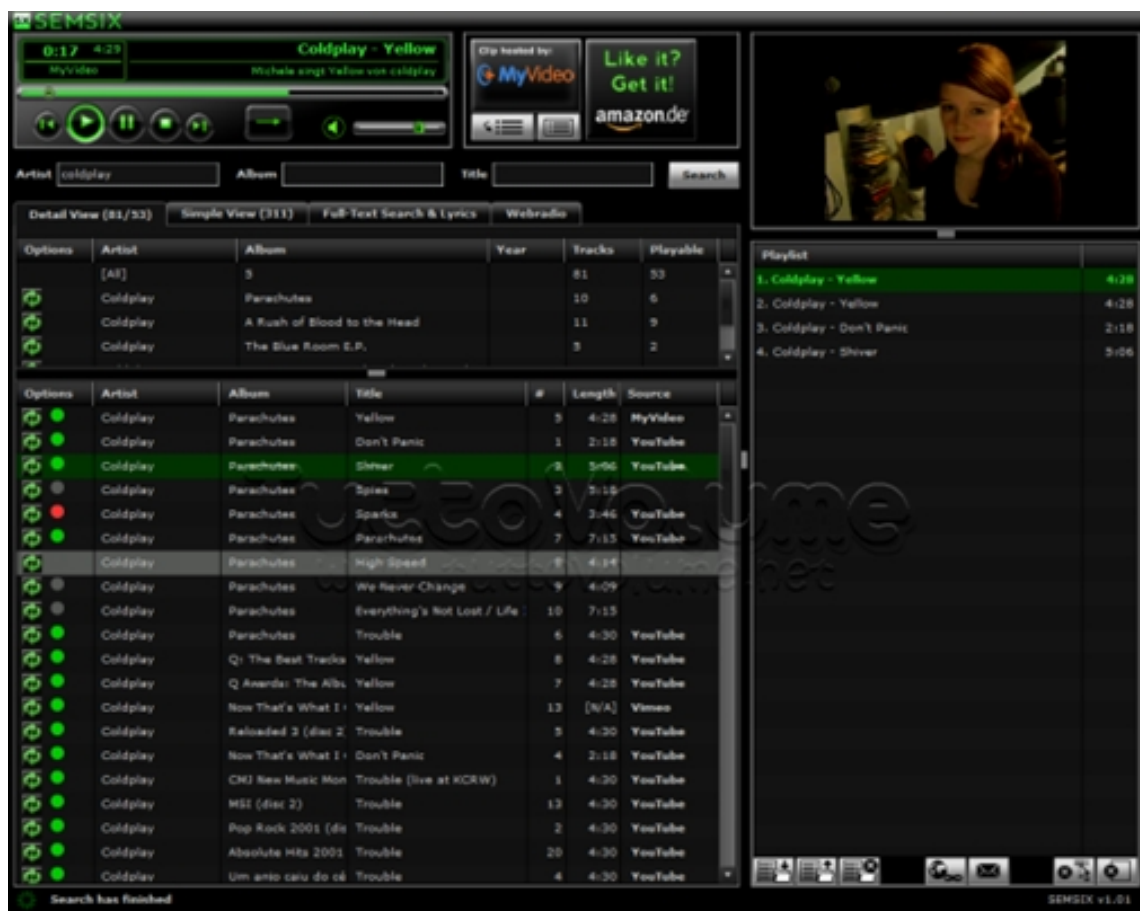 SEMSIX
0:17 4:29 Coldplay - Yellow
MyVideo Michele singt Yellow von coldplay
Clip hosted by:
MyVideo
Like it?
Get it!
amazon.de
Artist coldplay Album Title Search
Detail View (81/53) Simple View (311) Full-Text Search & Lyrics Webradio
Options Artist Album Year Tracks Playable
[All] 5 81 53
Coldplay Parachutes 10 6
Coldplay A Rush of Blood to the Head 11 9
Coldplay The Blue Room E.P. 5 2
Options Artist Album Title # Length Source
Coldplay Parachutes Yellow 5 4:28 MyVideo
Coldplay Parachutes Don't Panic 1 2:18 YouTube
Coldplay Parachutes Shiver 2 5:06 YouTube
Coldplay Parachutes Spies 3 5:18
Coldplay Parachutes Sparks 4 3:46 YouTube
Coldplay Parachutes Parachutes 7 7:15 YouTube
Coldplay Parachutes High Speed 8 4:14
Coldplay Parachutes We Never Change 9 4:09
Coldplay Parachutes Everything's Not Lost / Life 10 7:15
Coldplay Parachutes Trouble 6 4:30 YouTube
Coldplay Q: The Best Tracks Yellow 8 4:28 YouTube
Coldplay Q Awards: The Albu Yellow 7 4:28 YouTube
Coldplay Now That's What I Yellow 13 [N/A] Vimeo
Coldplay Reloaded 3 (disc 2) Trouble 5 4:30 YouTube
Coldplay Now That's What I Don't Panic 4 2:18 YouTube
Coldplay CMJ New Music Mon Trouble (live at KCRW) 1 4:30 YouTube
Coldplay MSI (disc 2) Trouble 13 4:30 YouTube
Coldplay Pop Rock 2001 (dis Trouble 2 4:30 YouTube
Coldplay Absolute Hits 2001 Trouble 20 4:30 YouTube
Coldplay Um anio caiu do cé Trouble 4 4:30 YouTube
Playlist
1. Coldplay - Yellow 4:28
2. Coldplay - Yellow 4:28
3. Coldplay - Don't Panic 2:18
4. Coldplay - Shiver 5:06
TuttoVolume
www.tuttovolume.net
Search has finished
SEMSIX v1.01